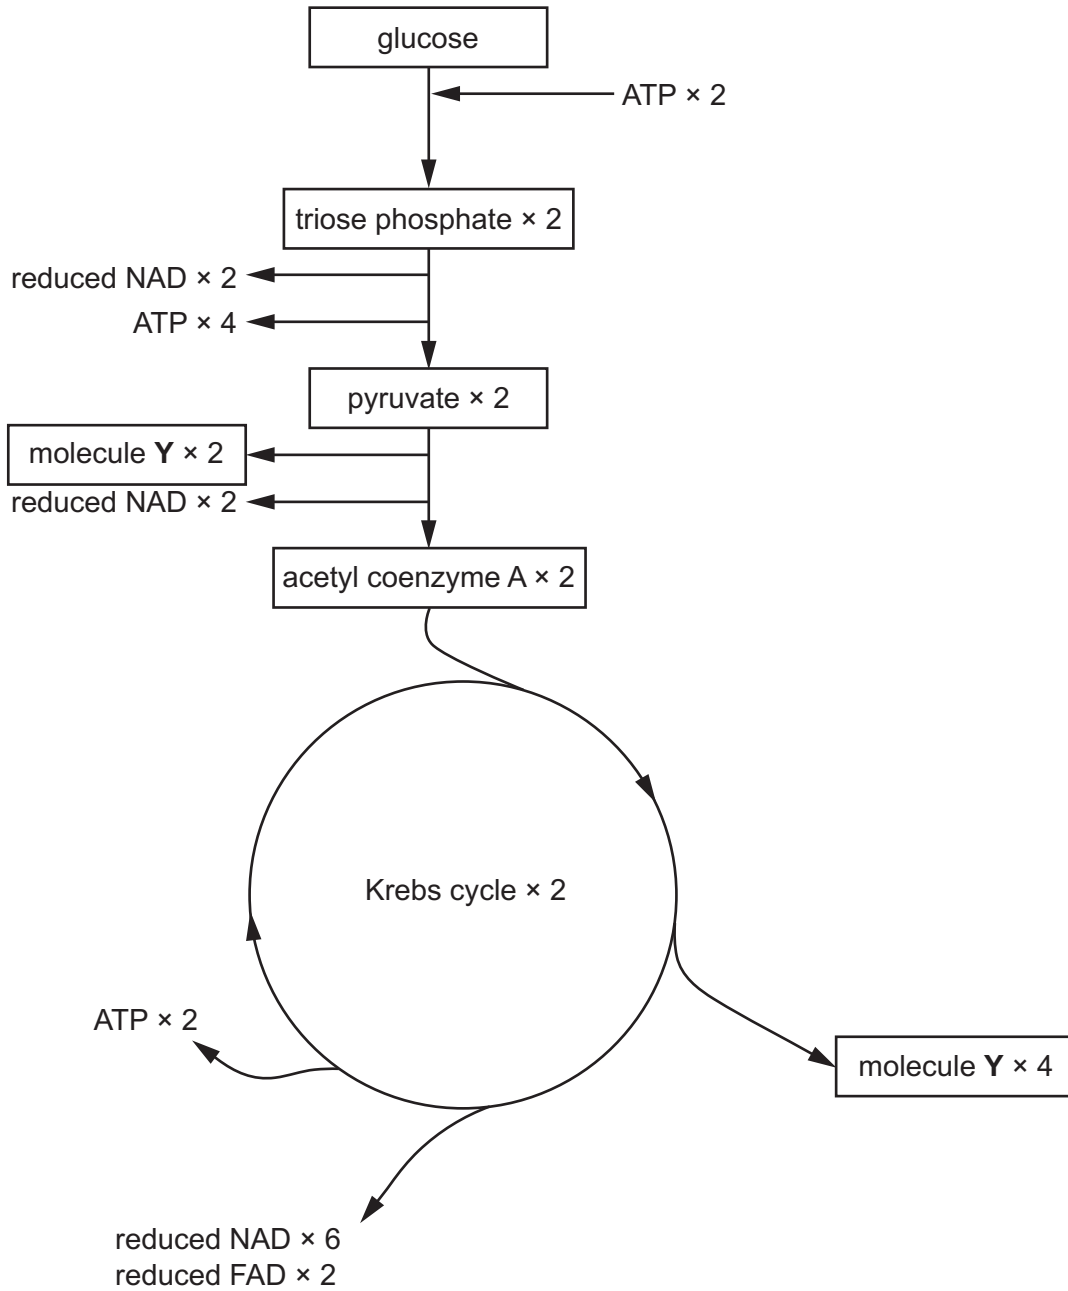 glucose
ATP × 2
triose phosphate × 2
reduced NAD × 2
ATP × 4
pyruvate × 2
molecule Y × 2
reduced NAD × 2
acetyl coenzyme A × 2
Krebs cycle × 2
ATP × 2
molecule Y × 4
reduced NAD × 6
reduced FAD × 2